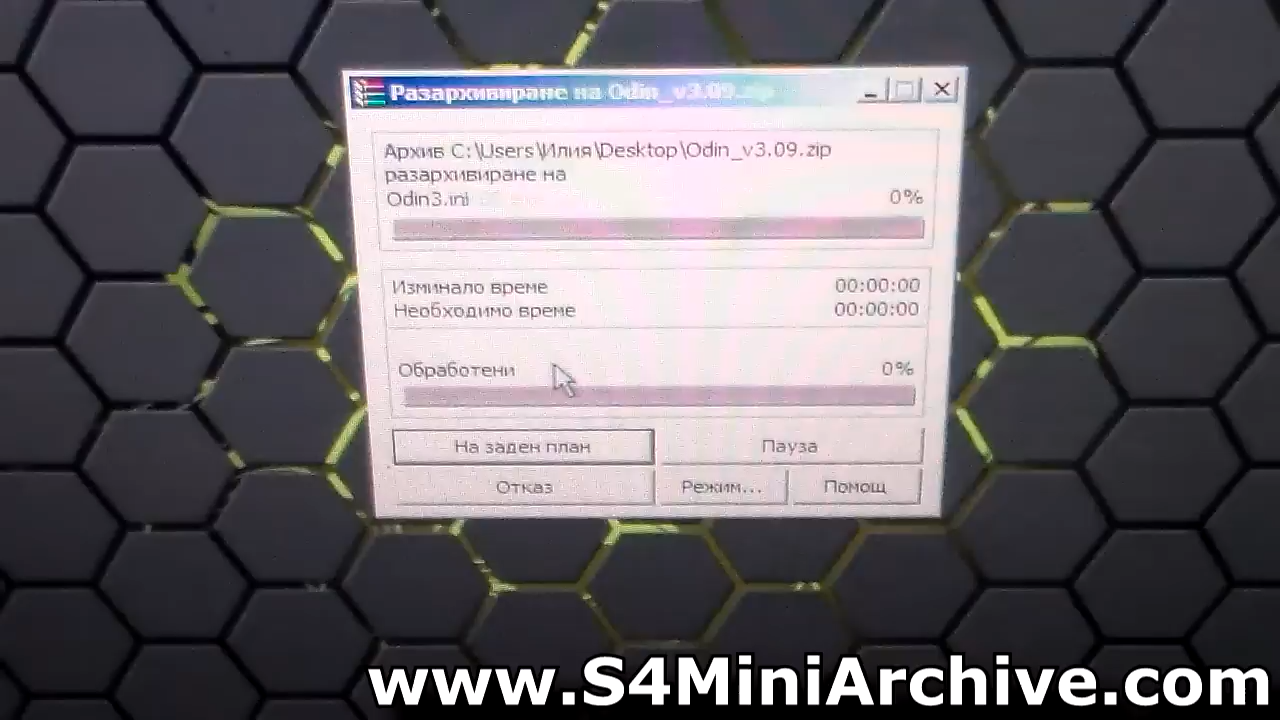 Разархивиране на Odin_v3.09.zip
Архив C:\Users\Илия\Desktop\Odin_v3.09.zip
разархивиране на
Odin3.ini 0%
Изминало време 00:00:00
Необходимо време 00:00:00
Обработени 0%
На заден план Пауза
Отказ Режим... Помощ
www.S4MiniArchive.com